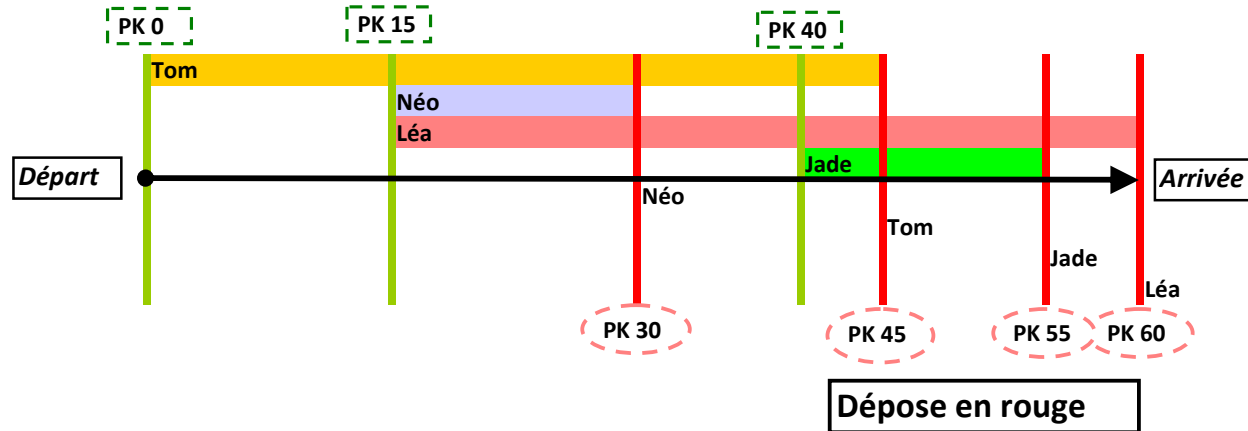 PK 0
PK 15
PK 40
Tom
Néo
Léa
Jade
Départ
Arrivée
Néo
Tom
Jade
Léa
PK 30
PK 45
PK 55
PK 60
Dépose en rouge